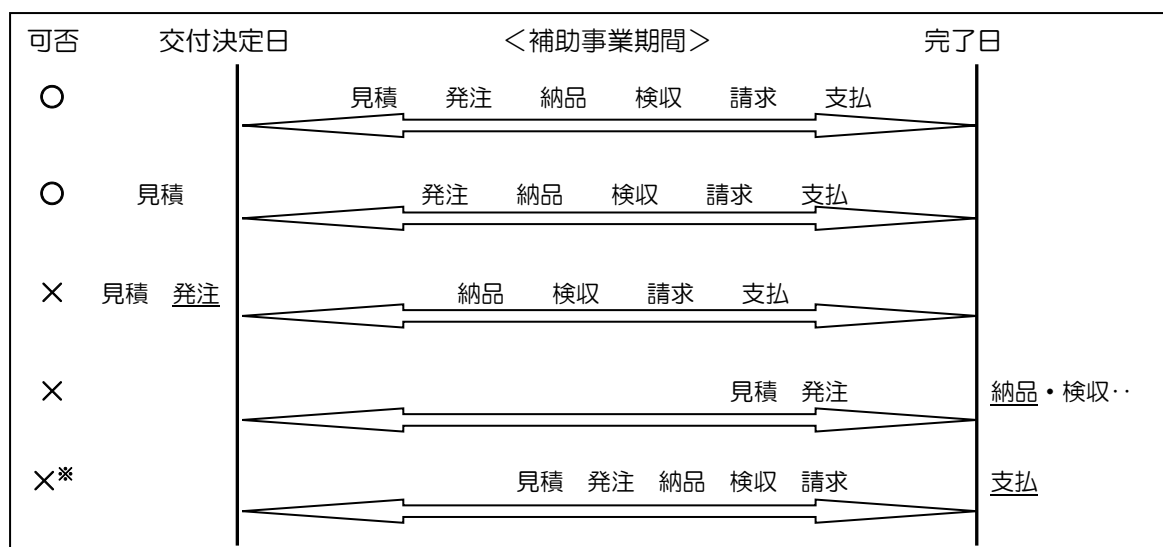 可否 交付決定日 ＜補助事業期間＞ 完了日
○ 見積 発注 納品 検収 請求 支払
○ 見積 発注 納品 検収 請求 支払
× 見積 発注 納品 検収 請求 支払
× 見積 発注 納品・検収‥
×※ 見積 発注 納品 検収 請求 支払